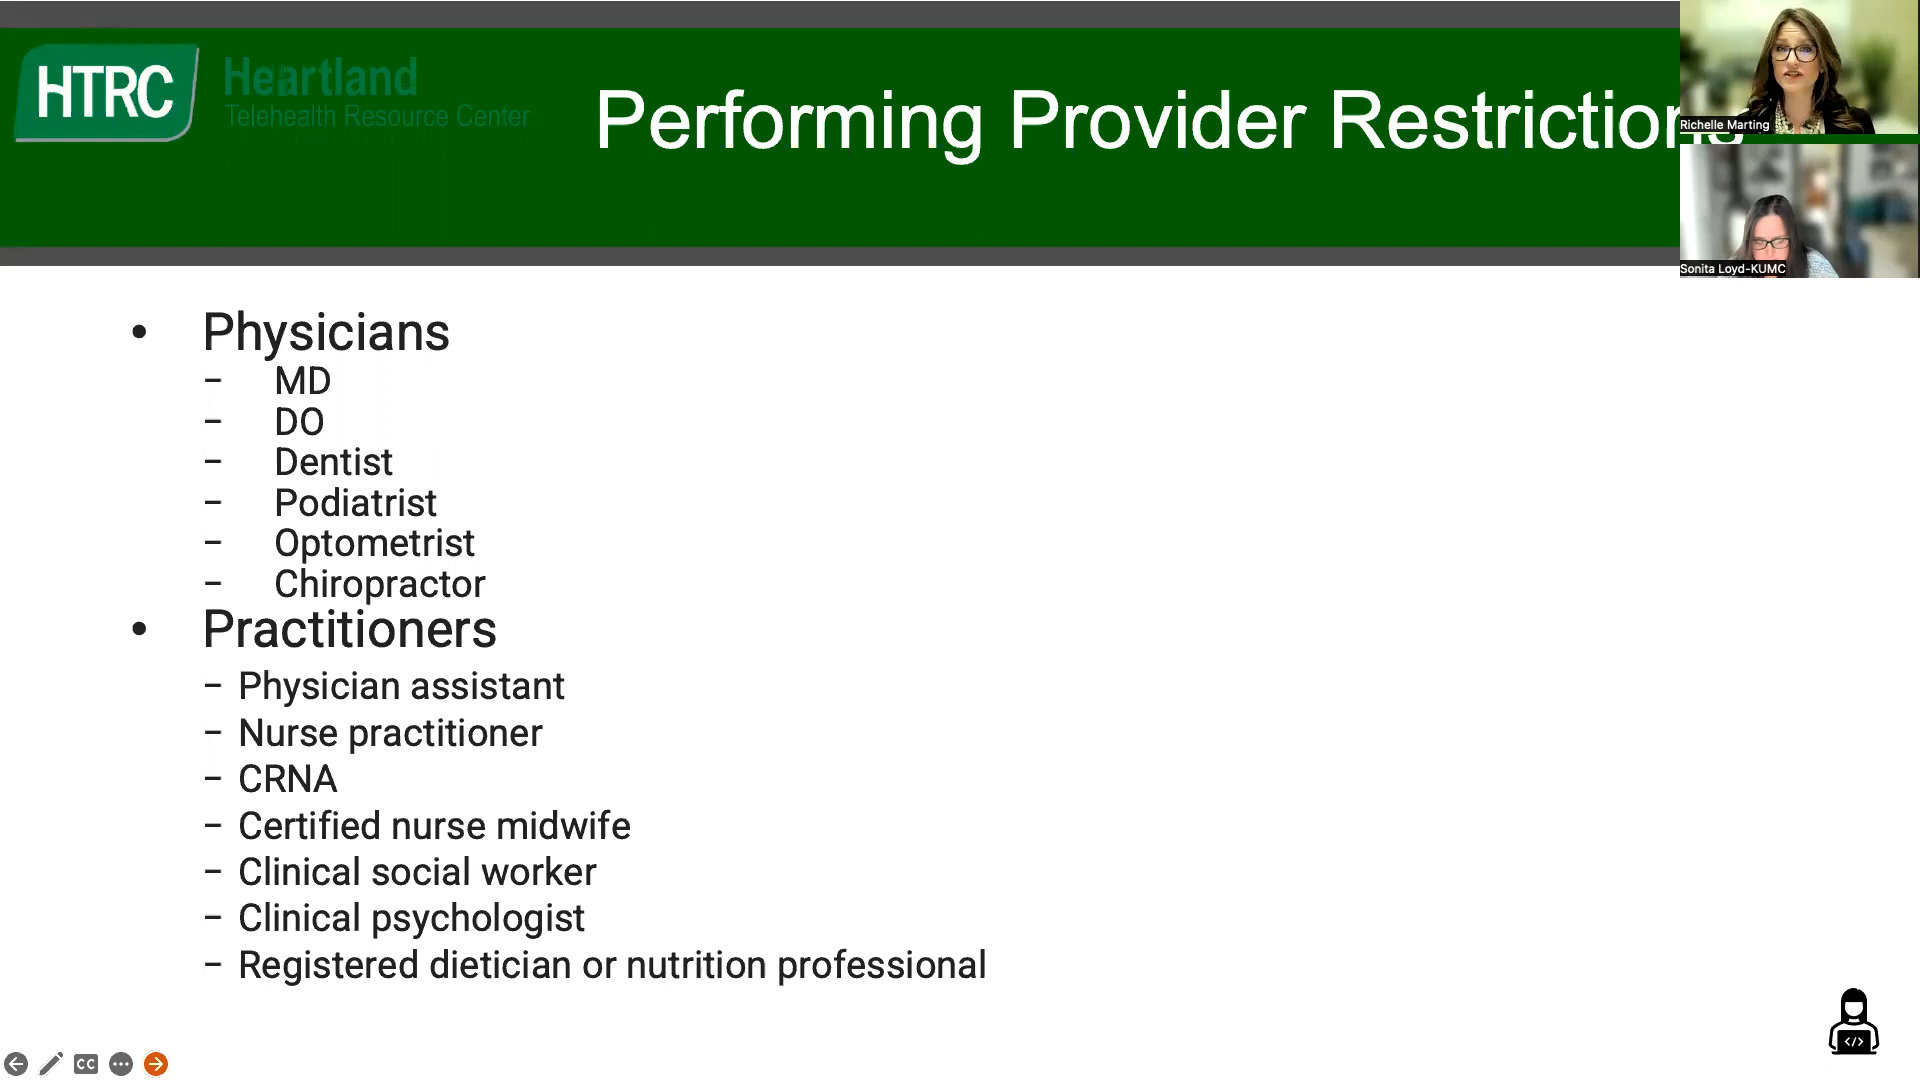 HTRC
Heartland
Telehealth Resource Center
Performing Provider Restrictions
Richelle Marting
Sonita Loyd-KUMC
• Physicians
– MD
– DO
– Dentist
– Podiatrist
– Optometrist
– Chiropractor
• Practitioners
– Physician assistant
– Nurse practitioner
– CRNA
– Certified nurse midwife
– Clinical social worker
– Clinical psychologist
– Registered dietician or nutrition professional
</>
CC